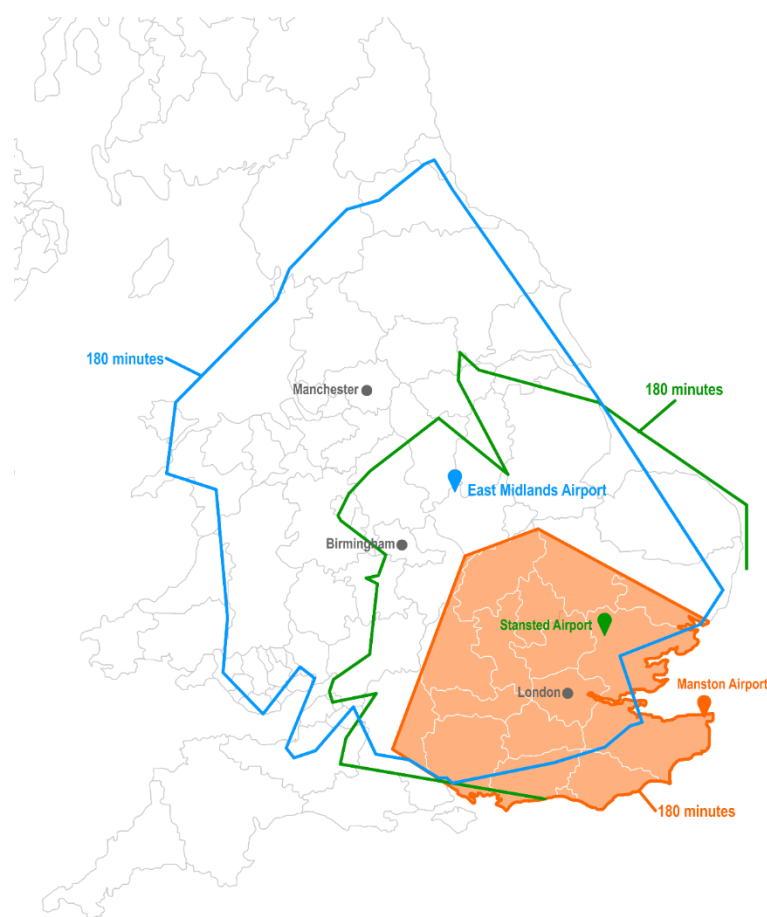 180 minutes
Manchester
180 minutes
East Midlands Airport
Birmingham
Stansted Airport
Manston Airport
London
180 minutes